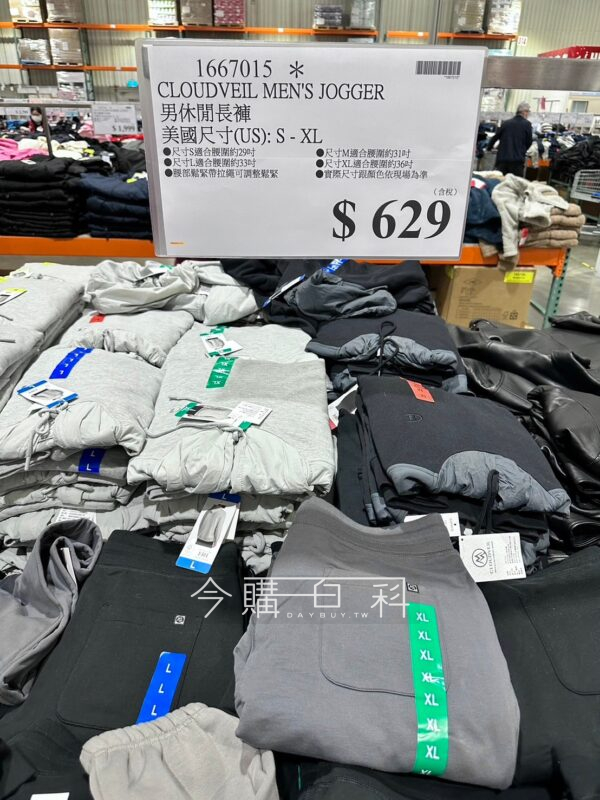 1667015 *
CLOUDVEIL MEN'S JOGGER
男休閒長褲
美國尺寸(US): S - XL
●尺寸S適合腰圍約29吋
●尺寸M適合腰圍約31吋
●尺寸L適合腰圍約33吋
●尺寸XL適合腰圍約36吋
●腰部鬆緊帶拉繩可調整鬆緊
●實際尺寸跟顏色依現場為準
(含稅)
$ 629
1,999
XL
L
L
L
L
L
L
今購百科
DAYBUY.TW
XL
XL
XL
XL
XL
XL
XL